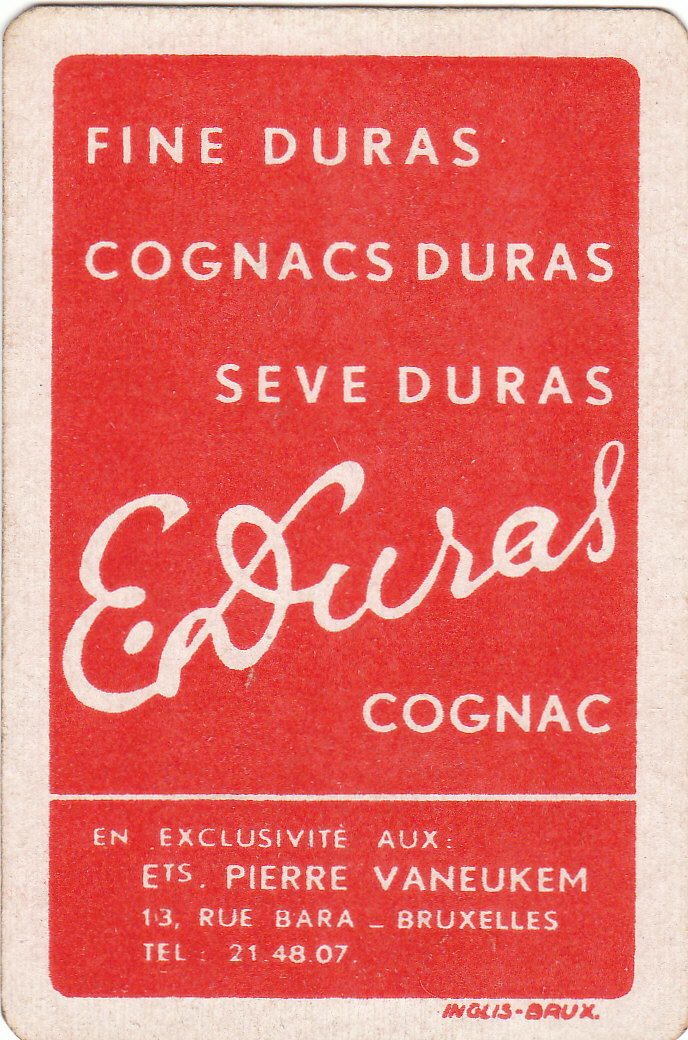 FINE DURAS
COGNACS DURAS
SEVE DURAS
E. Duras
COGNAC
EN EXCLUSIVITÉ AUX:
ETS. PIERRE VANEUKEM
13, RUE BARA _ BRUXELLES
TEL : 21.48.07.
INGLIS-BRUX.